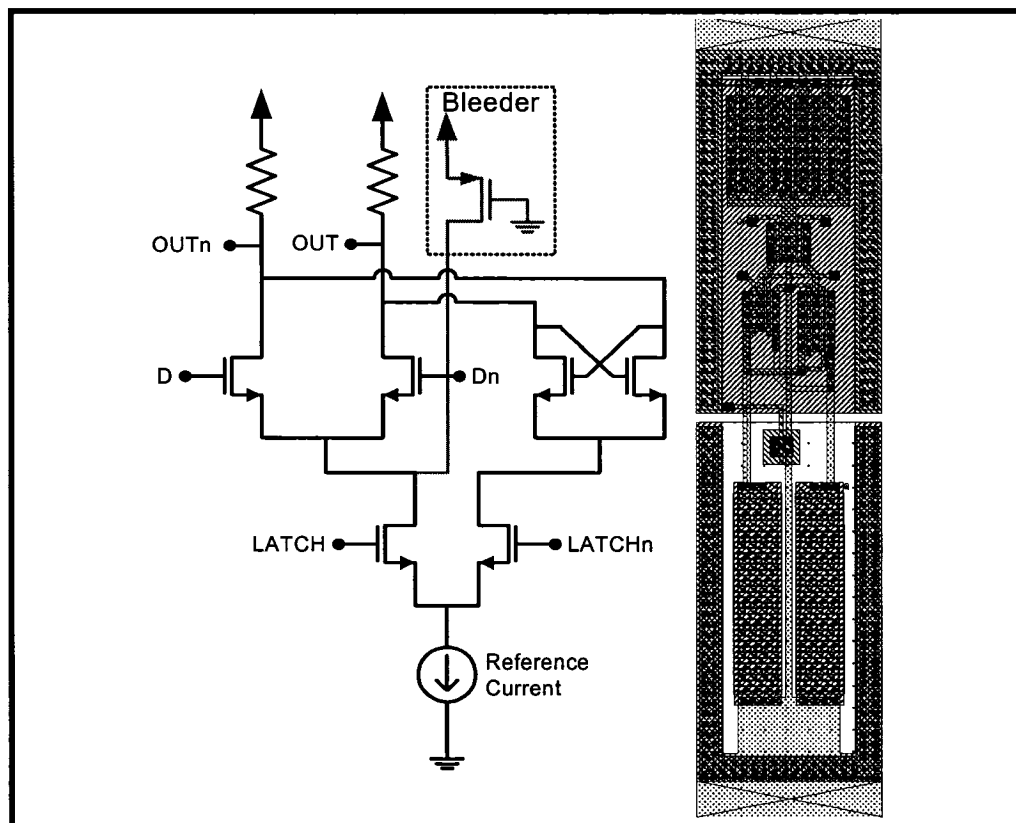 Bleeder
OUTn
OUT
D
Dn
LATCH
LATCHn
Reference
Current